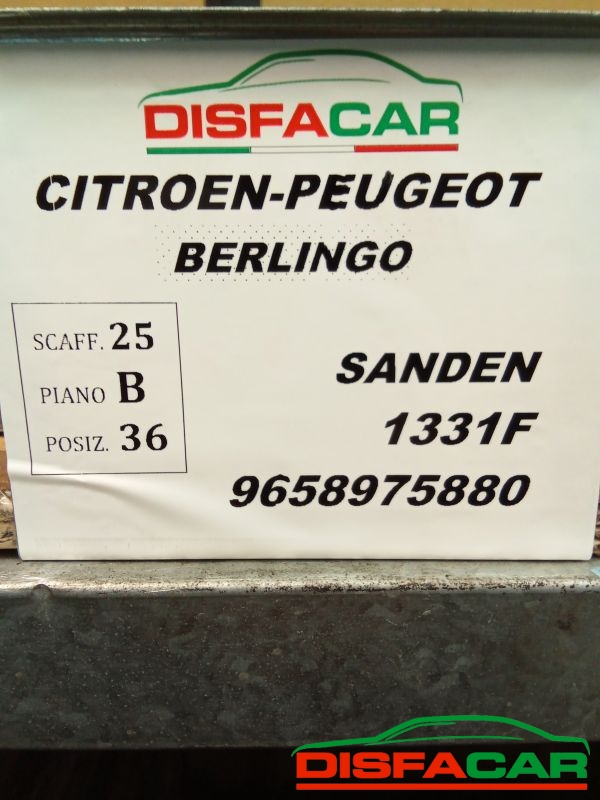 DISFACAR
CITROEN-PEUGEOT
BERLINGO
SCAFF. 25
PIANO B
POSIZ. 36
SANDEN
1331F
9658975880
DISFACAR